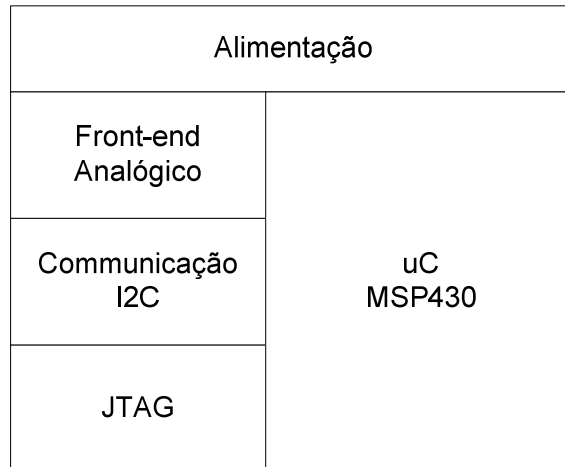 Alimentação
Front-end
Analógico
Communicação
I2C
uC
MSP430
JTAG